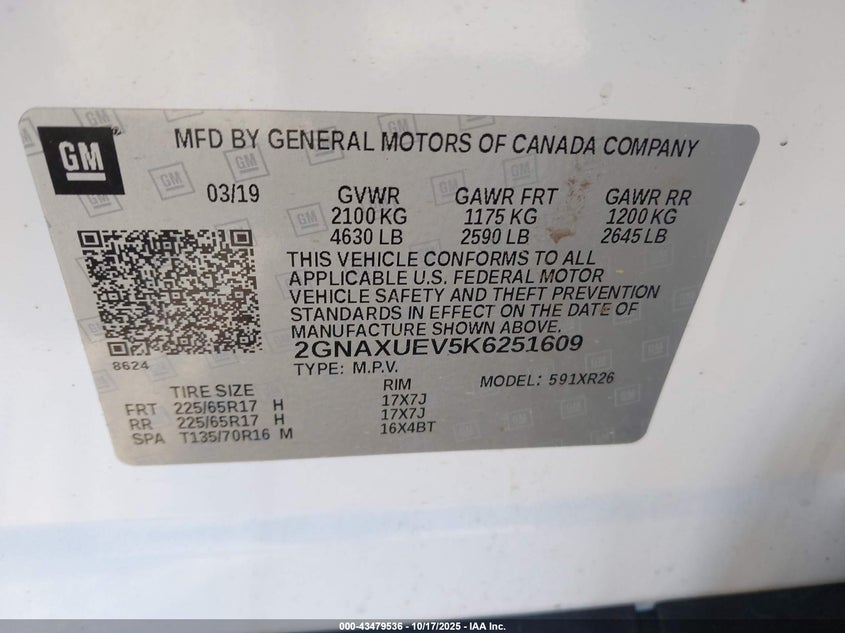 GM
MFD BY GENERAL MOTORS OF CANADA COMPANY
03/19 GVWR GAWR FRT GAWR RR
2100 KG 1175 KG 1200 KG
4630 LB 2590 LB 2645 LB
THIS VEHICLE CONFORMS TO ALL
APPLICABLE U.S. FEDERAL MOTOR
VEHICLE SAFETY AND THEFT PREVENTION
STANDARDS IN EFFECT ON THE DATE OF
MANUFACTURE SHOWN ABOVE.
2GNAXUEV5K6251609
8624
TYPE: M.P.V. MODEL: 591XR26
TIRE SIZE RIM
FRT 225/65R17 H 17X7J
RR 225/65R17 H 17X7J
SPA T135/70R16 M 16X4BT
000-43479536 - 10/17/2025 - IAA Inc.